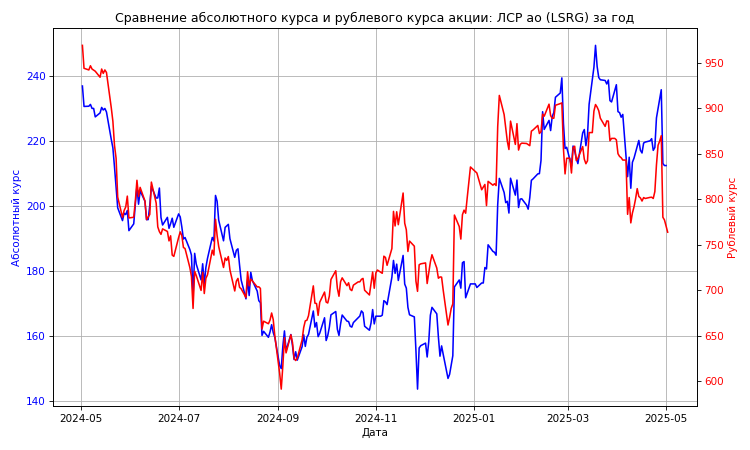 Сравнение абсолютного курса и рублевого курса акции: ЛСР ао (LSRG) за год
240
220
200
180
160
140
Абсолютный курс
950
900
850
800
750
700
650
600
Рублевый курс
2024-05 2024-07 2024-09 2024-11 2025-01 2025-03 2025-05
Дата